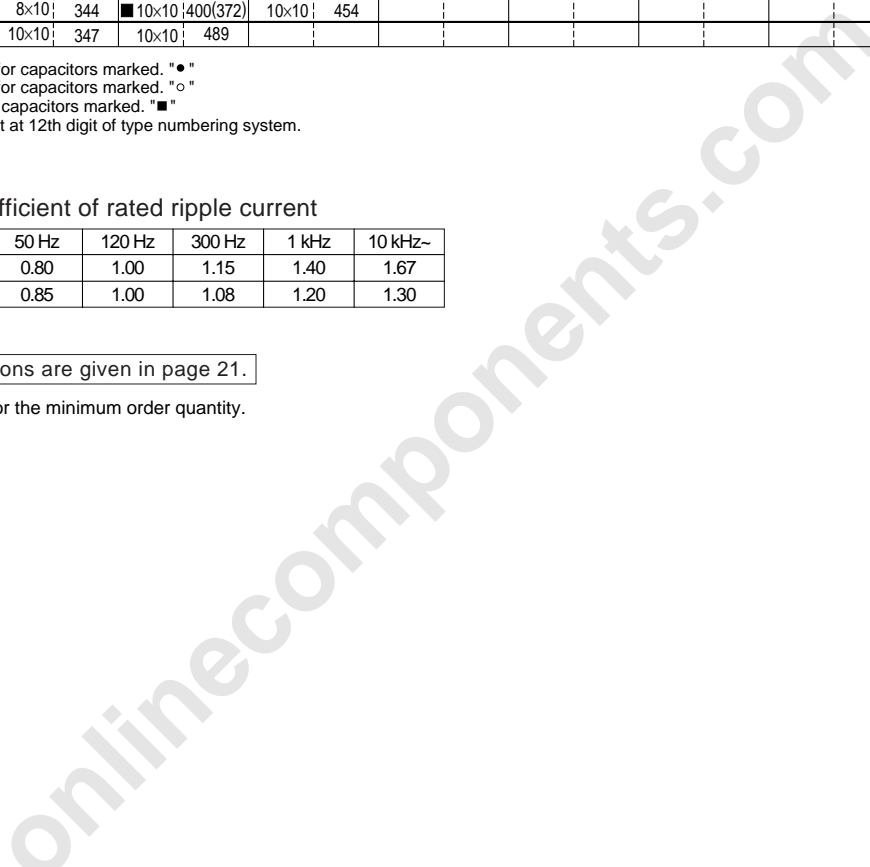 8×10 344 ■10×10 400(372) 10×10 454
10×10 347 10×10 489
for capacitors marked. "●"
for capacitors marked. "○"
capacitors marked. "■"
t at 12th digit of type numbering system.
fficient of rated ripple current
50 Hz 120 Hz 300 Hz 1 kHz 10 kHz~
0.80 1.00 1.15 1.40 1.67
0.85 1.00 1.08 1.20 1.30
ons are given in page 21.
or the minimum order quantity.
onlinecomponents.com